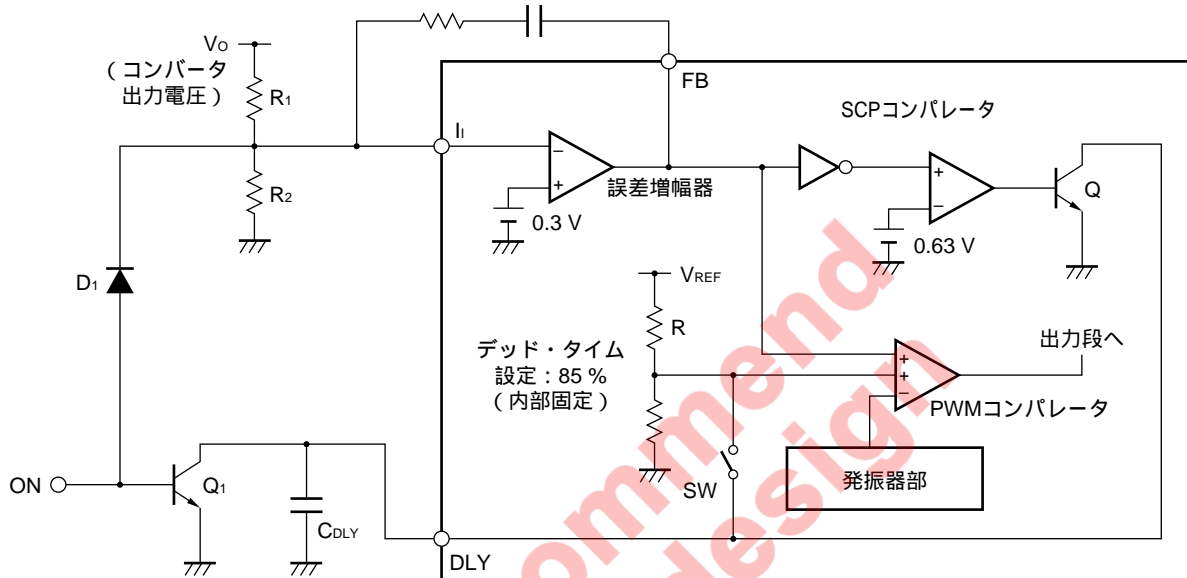 VO
（コンバータ
出力電圧）
R1
R2
II
FB
SCPコンパレータ
誤差増幅器
0.3 V
0.63 V
Q
D1
VREF
R
デッド・タイム
設定：85 %
（内部固定）
出力段へ
PWMコンパレータ
発振器部
SW
ON
Q1
CDLY
DLY
ommend
design